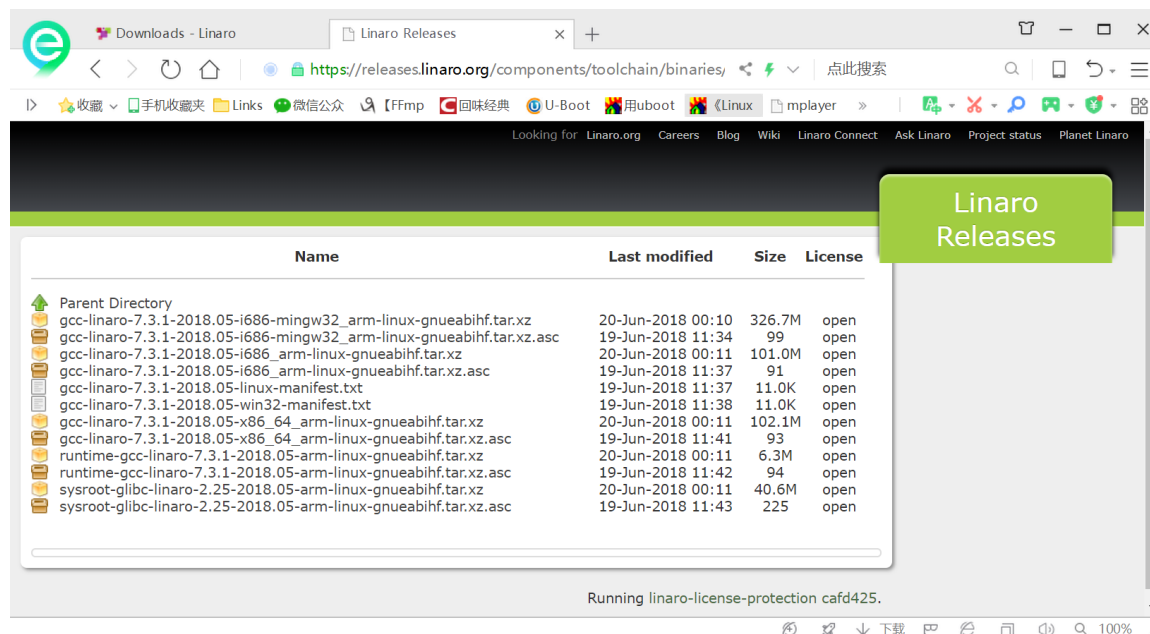 Downloads - Linaro
Linaro Releases
https://releases.linaro.org/components/toolchain/binaries/
点此搜索
收藏 手机收藏夹 Links 微信公众 【FFmp 回味经典 U-Boot 用uboot 《Linux mplayer »
Looking for Linaro.org Careers Blog Wiki Linaro Connect Ask Linaro Project status Planet Linaro
Linaro
Releases
Name Last modified Size License
Parent Directory
gcc-linaro-7.3.1-2018.05-i686-mingw32_arm-linux-gnueabihf.tar.xz 20-Jun-2018 00:10 326.7M open
gcc-linaro-7.3.1-2018.05-i686-mingw32_arm-linux-gnueabihf.tar.xz.asc 19-Jun-2018 11:34 99 open
gcc-linaro-7.3.1-2018.05-i686_arm-linux-gnueabihf.tar.xz 20-Jun-2018 00:11 101.0M open
gcc-linaro-7.3.1-2018.05-i686_arm-linux-gnueabihf.tar.xz.asc 19-Jun-2018 11:37 91 open
gcc-linaro-7.3.1-2018.05-linux-manifest.txt 19-Jun-2018 11:37 11.0K open
gcc-linaro-7.3.1-2018.05-win32-manifest.txt 19-Jun-2018 11:38 11.0K open
gcc-linaro-7.3.1-2018.05-x86_64_arm-linux-gnueabihf.tar.xz 20-Jun-2018 00:11 102.1M open
gcc-linaro-7.3.1-2018.05-x86_64_arm-linux-gnueabihf.tar.xz.asc 19-Jun-2018 11:41 93 open
runtime-gcc-linaro-7.3.1-2018.05-arm-linux-gnueabihf.tar.xz 20-Jun-2018 00:11 6.3M open
runtime-gcc-linaro-7.3.1-2018.05-arm-linux-gnueabihf.tar.xz.asc 19-Jun-2018 11:42 94 open
sysroot-glibc-linaro-2.25-2018.05-arm-linux-gnueabihf.tar.xz 20-Jun-2018 00:11 40.6M open
sysroot-glibc-linaro-2.25-2018.05-arm-linux-gnueabihf.tar.xz.asc 19-Jun-2018 11:43 225 open
Running linaro-license-protection cafd425.
下载 100%